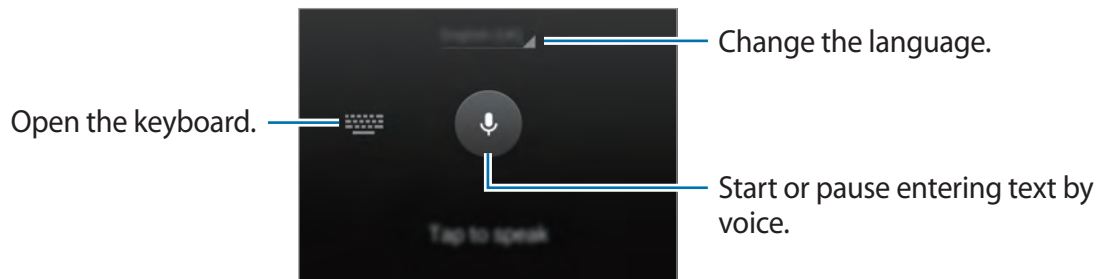 Change the language.
Open the keyboard.
Start or pause entering text by
voice.
Tap to speak